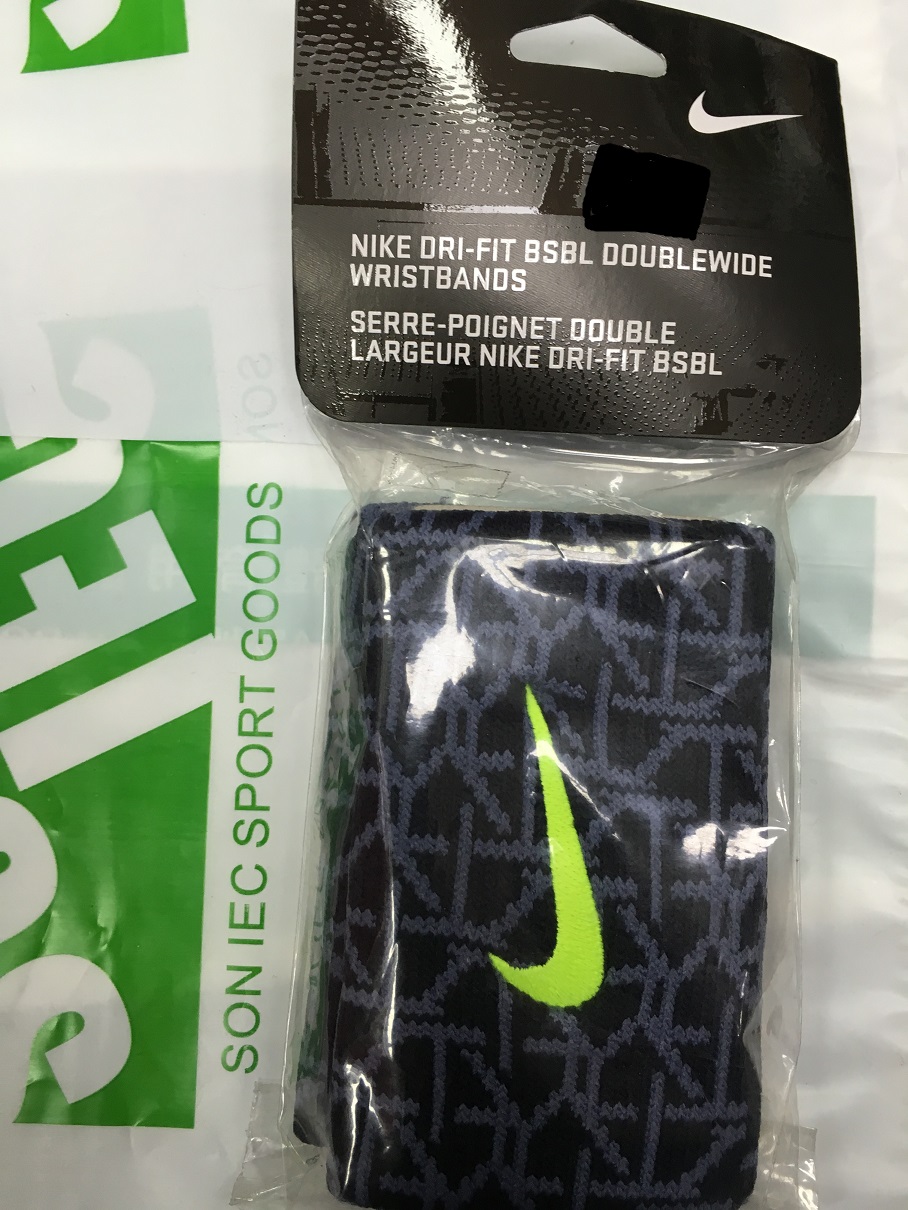 NIKE DRI-FIT BSBL DOUBLEWIDE
WRISTBANDS
SERRE-POIGNET DOUBLE
LARGEUR NIKE DRI-FIT BSBL
SON IEC SPORT GOODS